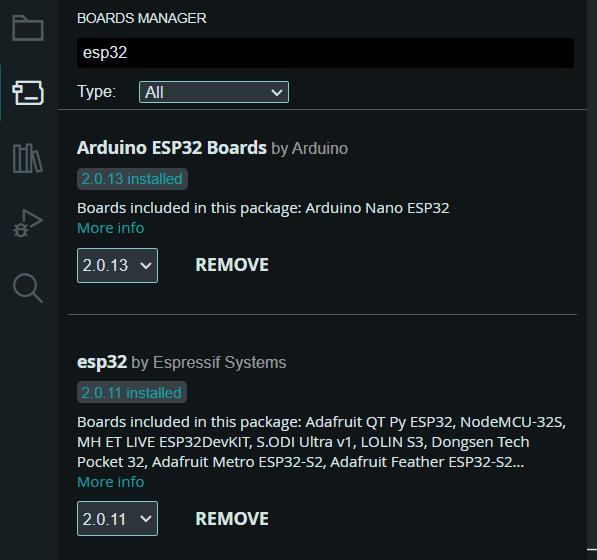 BOARDS MANAGER
esp32
Type: All
Arduino ESP32 Boards by Arduino
2.0.13 installed
Boards included in this package: Arduino Nano ESP32
More info
2.0.13 REMOVE
esp32 by Espressif Systems
2.0.11 installed
Boards included in this package: Adafruit QT Py ESP32, NodeMCU-32S,
MH ET LIVE ESP32DevKIT, S.ODI Ultra v1, LOLIN S3, Dongsen Tech
Pocket 32, Adafruit Metro ESP32-S2, Adafruit Feather ESP32-S2...
More info
2.0.11 REMOVE